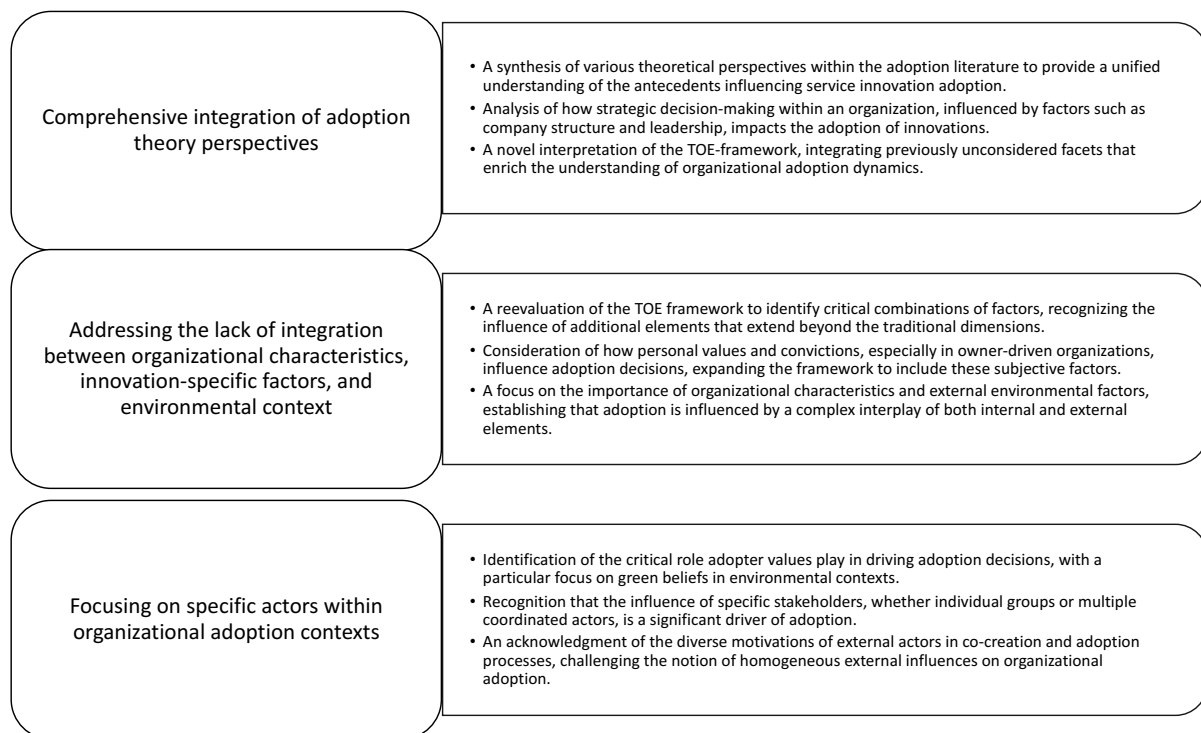 Comprehensive integration of adoption
theory perspectives
• A synthesis of various theoretical perspectives within the adoption literature to provide a unified
understanding of the antecedents influencing service innovation adoption.
• Analysis of how strategic decision-making within an organization, influenced by factors such as
company structure and leadership, impacts the adoption of innovations.
• A novel interpretation of the TOE-framework, integrating previously unconsidered facets that
enrich the understanding of organizational adoption dynamics.
Addressing the lack of integration
between organizational characteristics,
innovation-specific factors, and
environmental context
• A reevaluation of the TOE framework to identify critical combinations of factors, recognizing the
influence of additional elements that extend beyond the traditional dimensions.
• Consideration of how personal values and convictions, especially in owner-driven organizations,
influence adoption decisions, expanding the framework to include these subjective factors.
• A focus on the importance of organizational characteristics and external environmental factors,
establishing that adoption is influenced by a complex interplay of both internal and external
elements.
Focusing on specific actors within
organizational adoption contexts
• Identification of the critical role adopter values play in driving adoption decisions, with a
particular focus on green beliefs in environmental contexts.
• Recognition that the influence of specific stakeholders, whether individual groups or multiple
coordinated actors, is a significant driver of adoption.
• An acknowledgment of the diverse motivations of external actors in co-creation and adoption
processes, challenging the notion of homogeneous external influences on organizational
adoption.